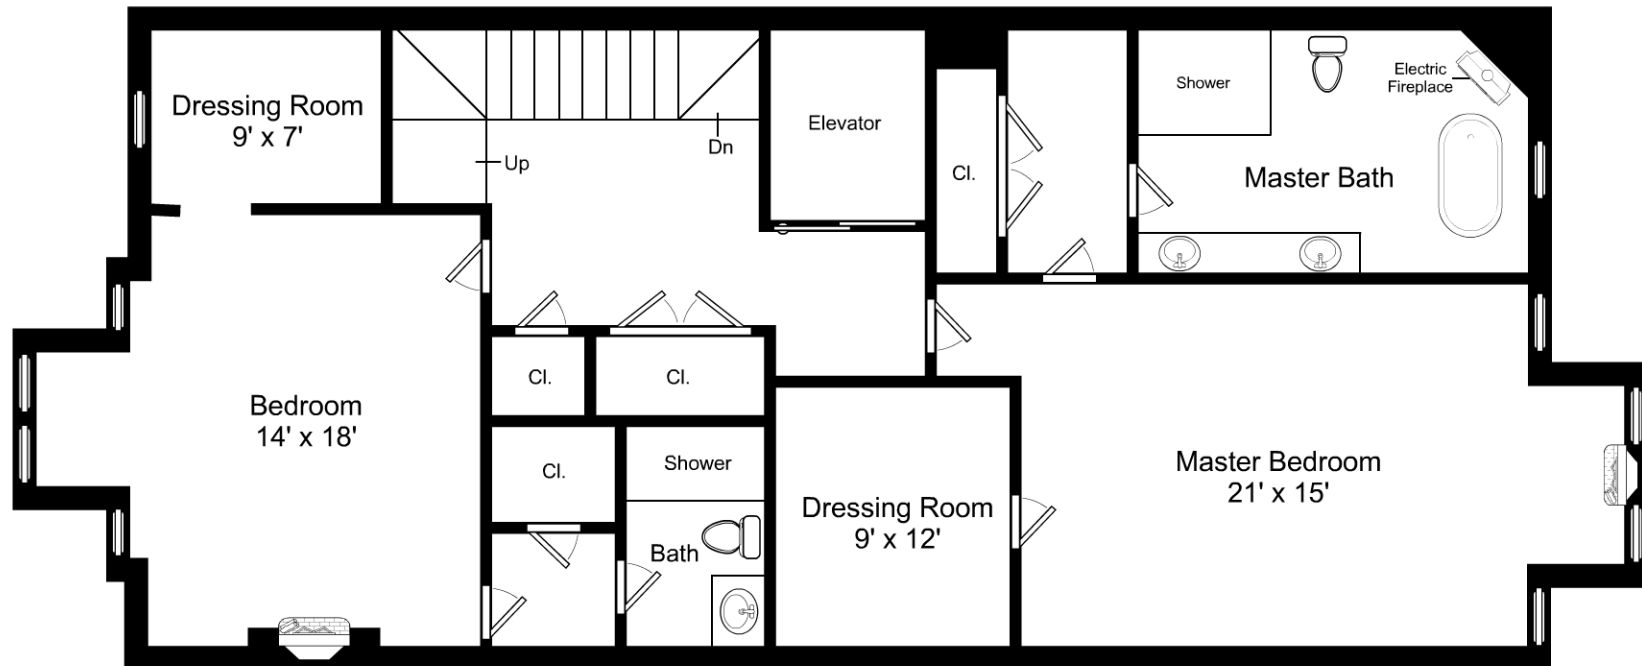 Dressing Room
9' x 7'
Up
Dn
Elevator
Cl.
Shower
Electric
Fireplace
Master Bath
Bedroom
14' x 18'
Cl.
Cl.
Cl.
Shower
Bath
Dressing Room
9' x 12'
Master Bedroom
21' x 15'